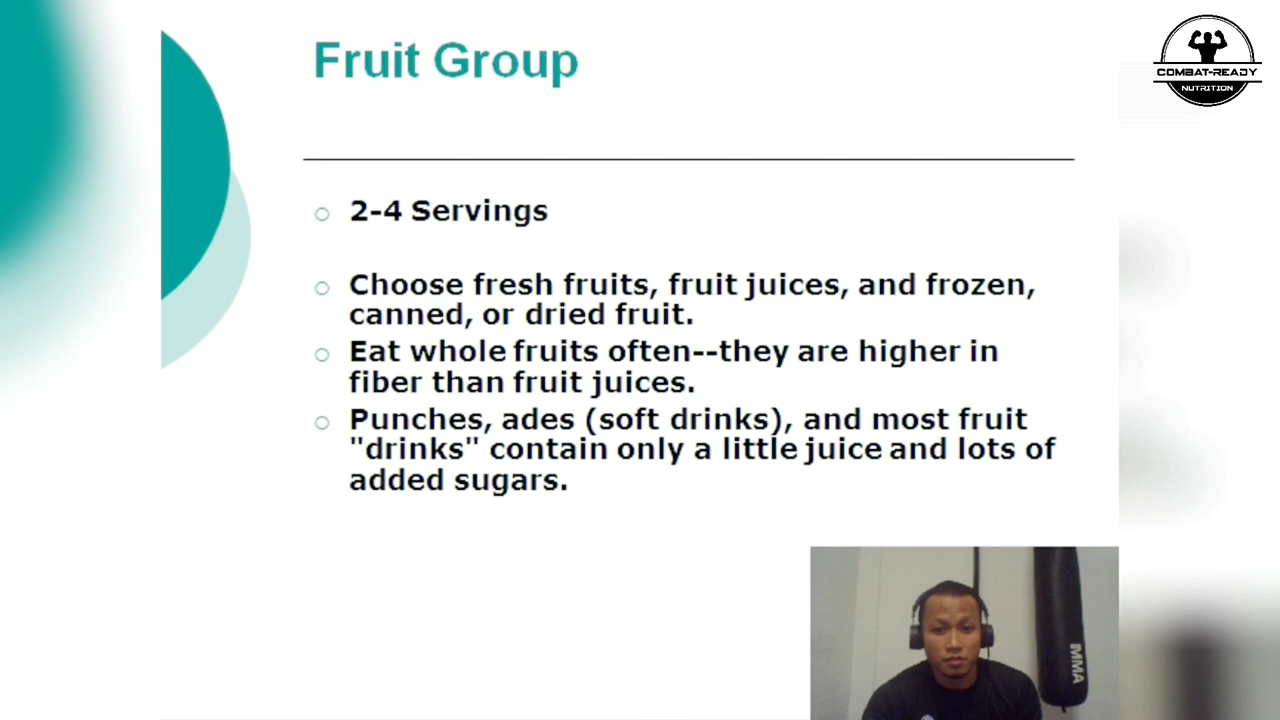 Fruit Group
COMBAT-READY
NUTRITION
2-4 Servings
Choose fresh fruits, fruit juices, and frozen,
canned, or dried fruit.
Eat whole fruits often--they are higher in
fiber than fruit juices.
Punches, ades (soft drinks), and most fruit
"drinks" contain only a little juice and lots of
added sugars.
IMMA